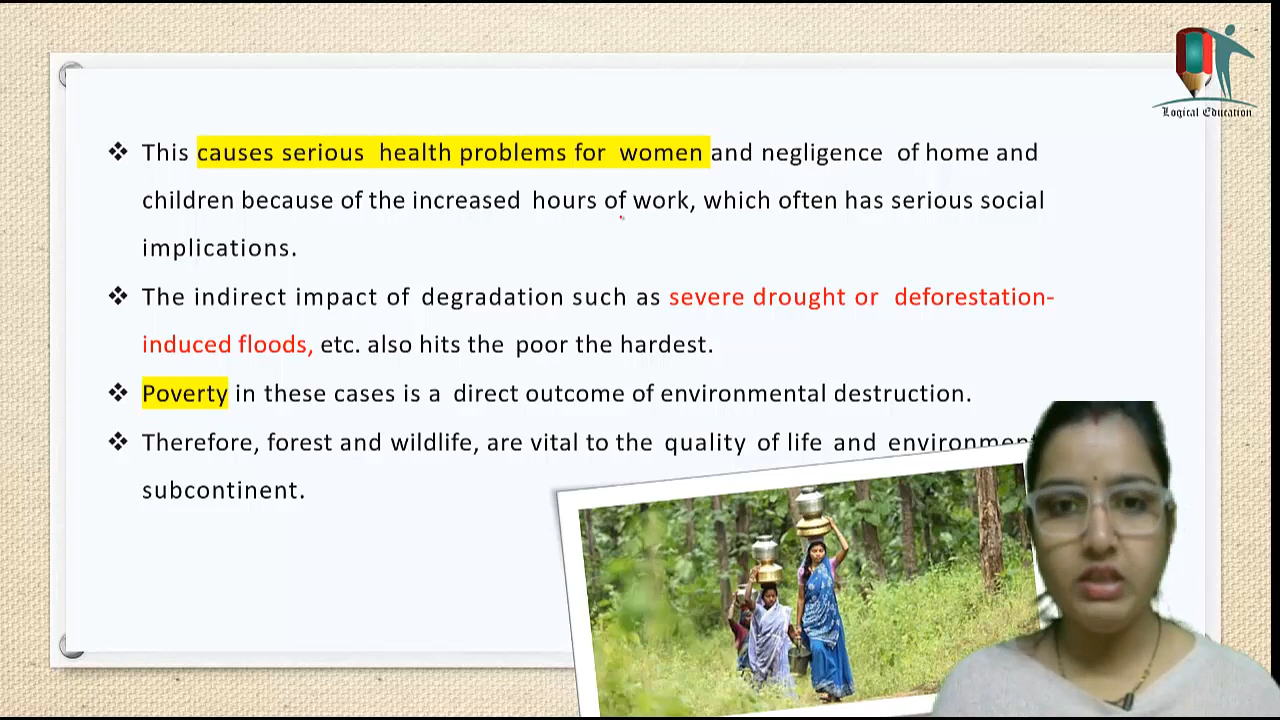 Logical Education
This causes serious health problems for women and negligence of home and
children because of the increased hours of work, which often has serious social
implications.
The indirect impact of degradation such as severe drought or deforestation-
induced floods, etc. also hits the poor the hardest.
Poverty in these cases is a direct outcome of environmental destruction.
Therefore, forest and wildlife, are vital to the quality of life and environment
subcontinent.